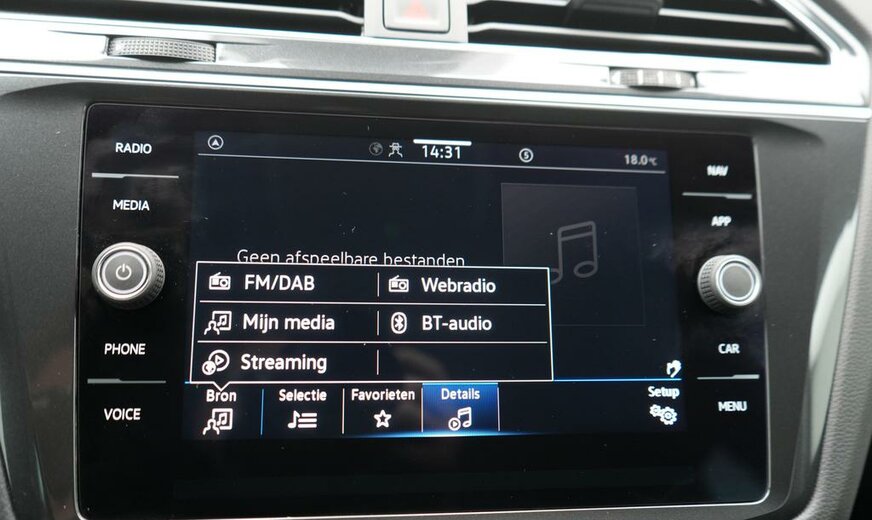 RADIO
MEDIA
PHONE
VOICE
14:31
5
18.0°C
Geen afspeelbare bestanden
FM/DAB
Webradio
Mijn media
BT-audio
Streaming
Bron
Selectie
Favorieten
Details
Setup
NAV
APP
CAR
MENU